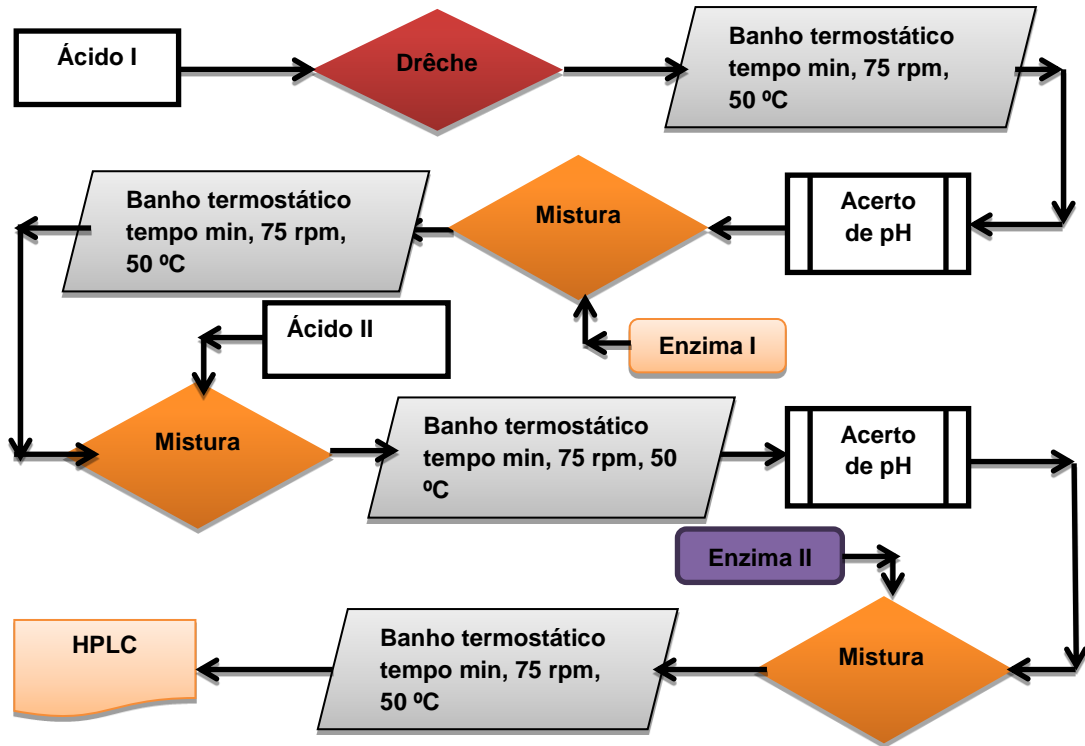 Ácido I
Drêche
Banho termostático
tempo min, 75 rpm,
50 ºC
Acerto
de pH
Mistura
Banho termostático
tempo min, 75 rpm,
50 ºC
Enzima I
Ácido II
Mistura
Banho termostático
tempo min, 75 rpm, 50
ºC
Acerto
de pH
Enzima II
Mistura
Banho termostático
tempo min, 75 rpm,
50 ºC
HPLC